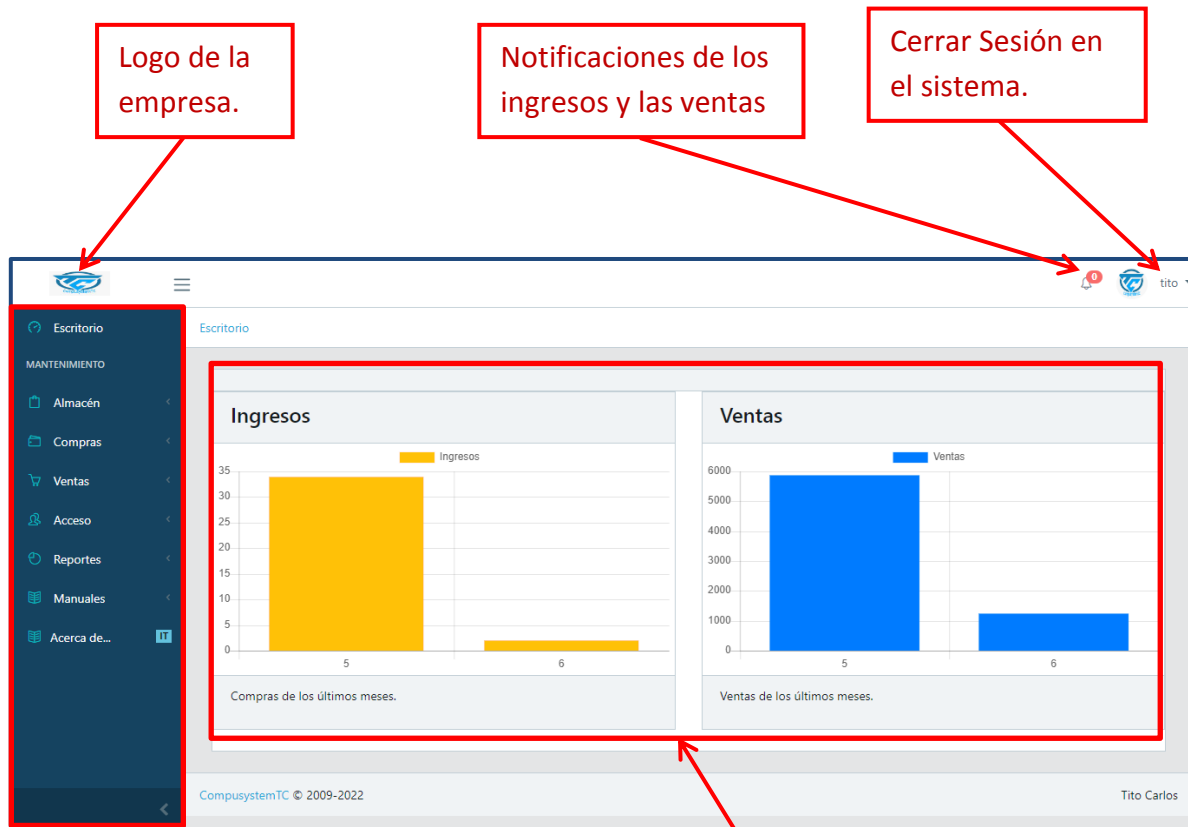 Logo de la
empresa.
Notificaciones de los
ingresos y las ventas
Cerrar Sesión en
el sistema.
0
tito
Escritorio
Escritorio
MANTENIMIENTO
Almacén
Compras
Ventas
Acceso
Reportes
Manuales
Acerca de...
IT
Ingresos
Ingresos
35
30
25
20
15
10
5
0
5
6
Compras de los últimos meses.
Ventas
Ventas
6000
5000
4000
3000
2000
1000
0
5
6
Ventas de los últimos meses.
CompusystemTC © 2009-2022
Tito Carlos